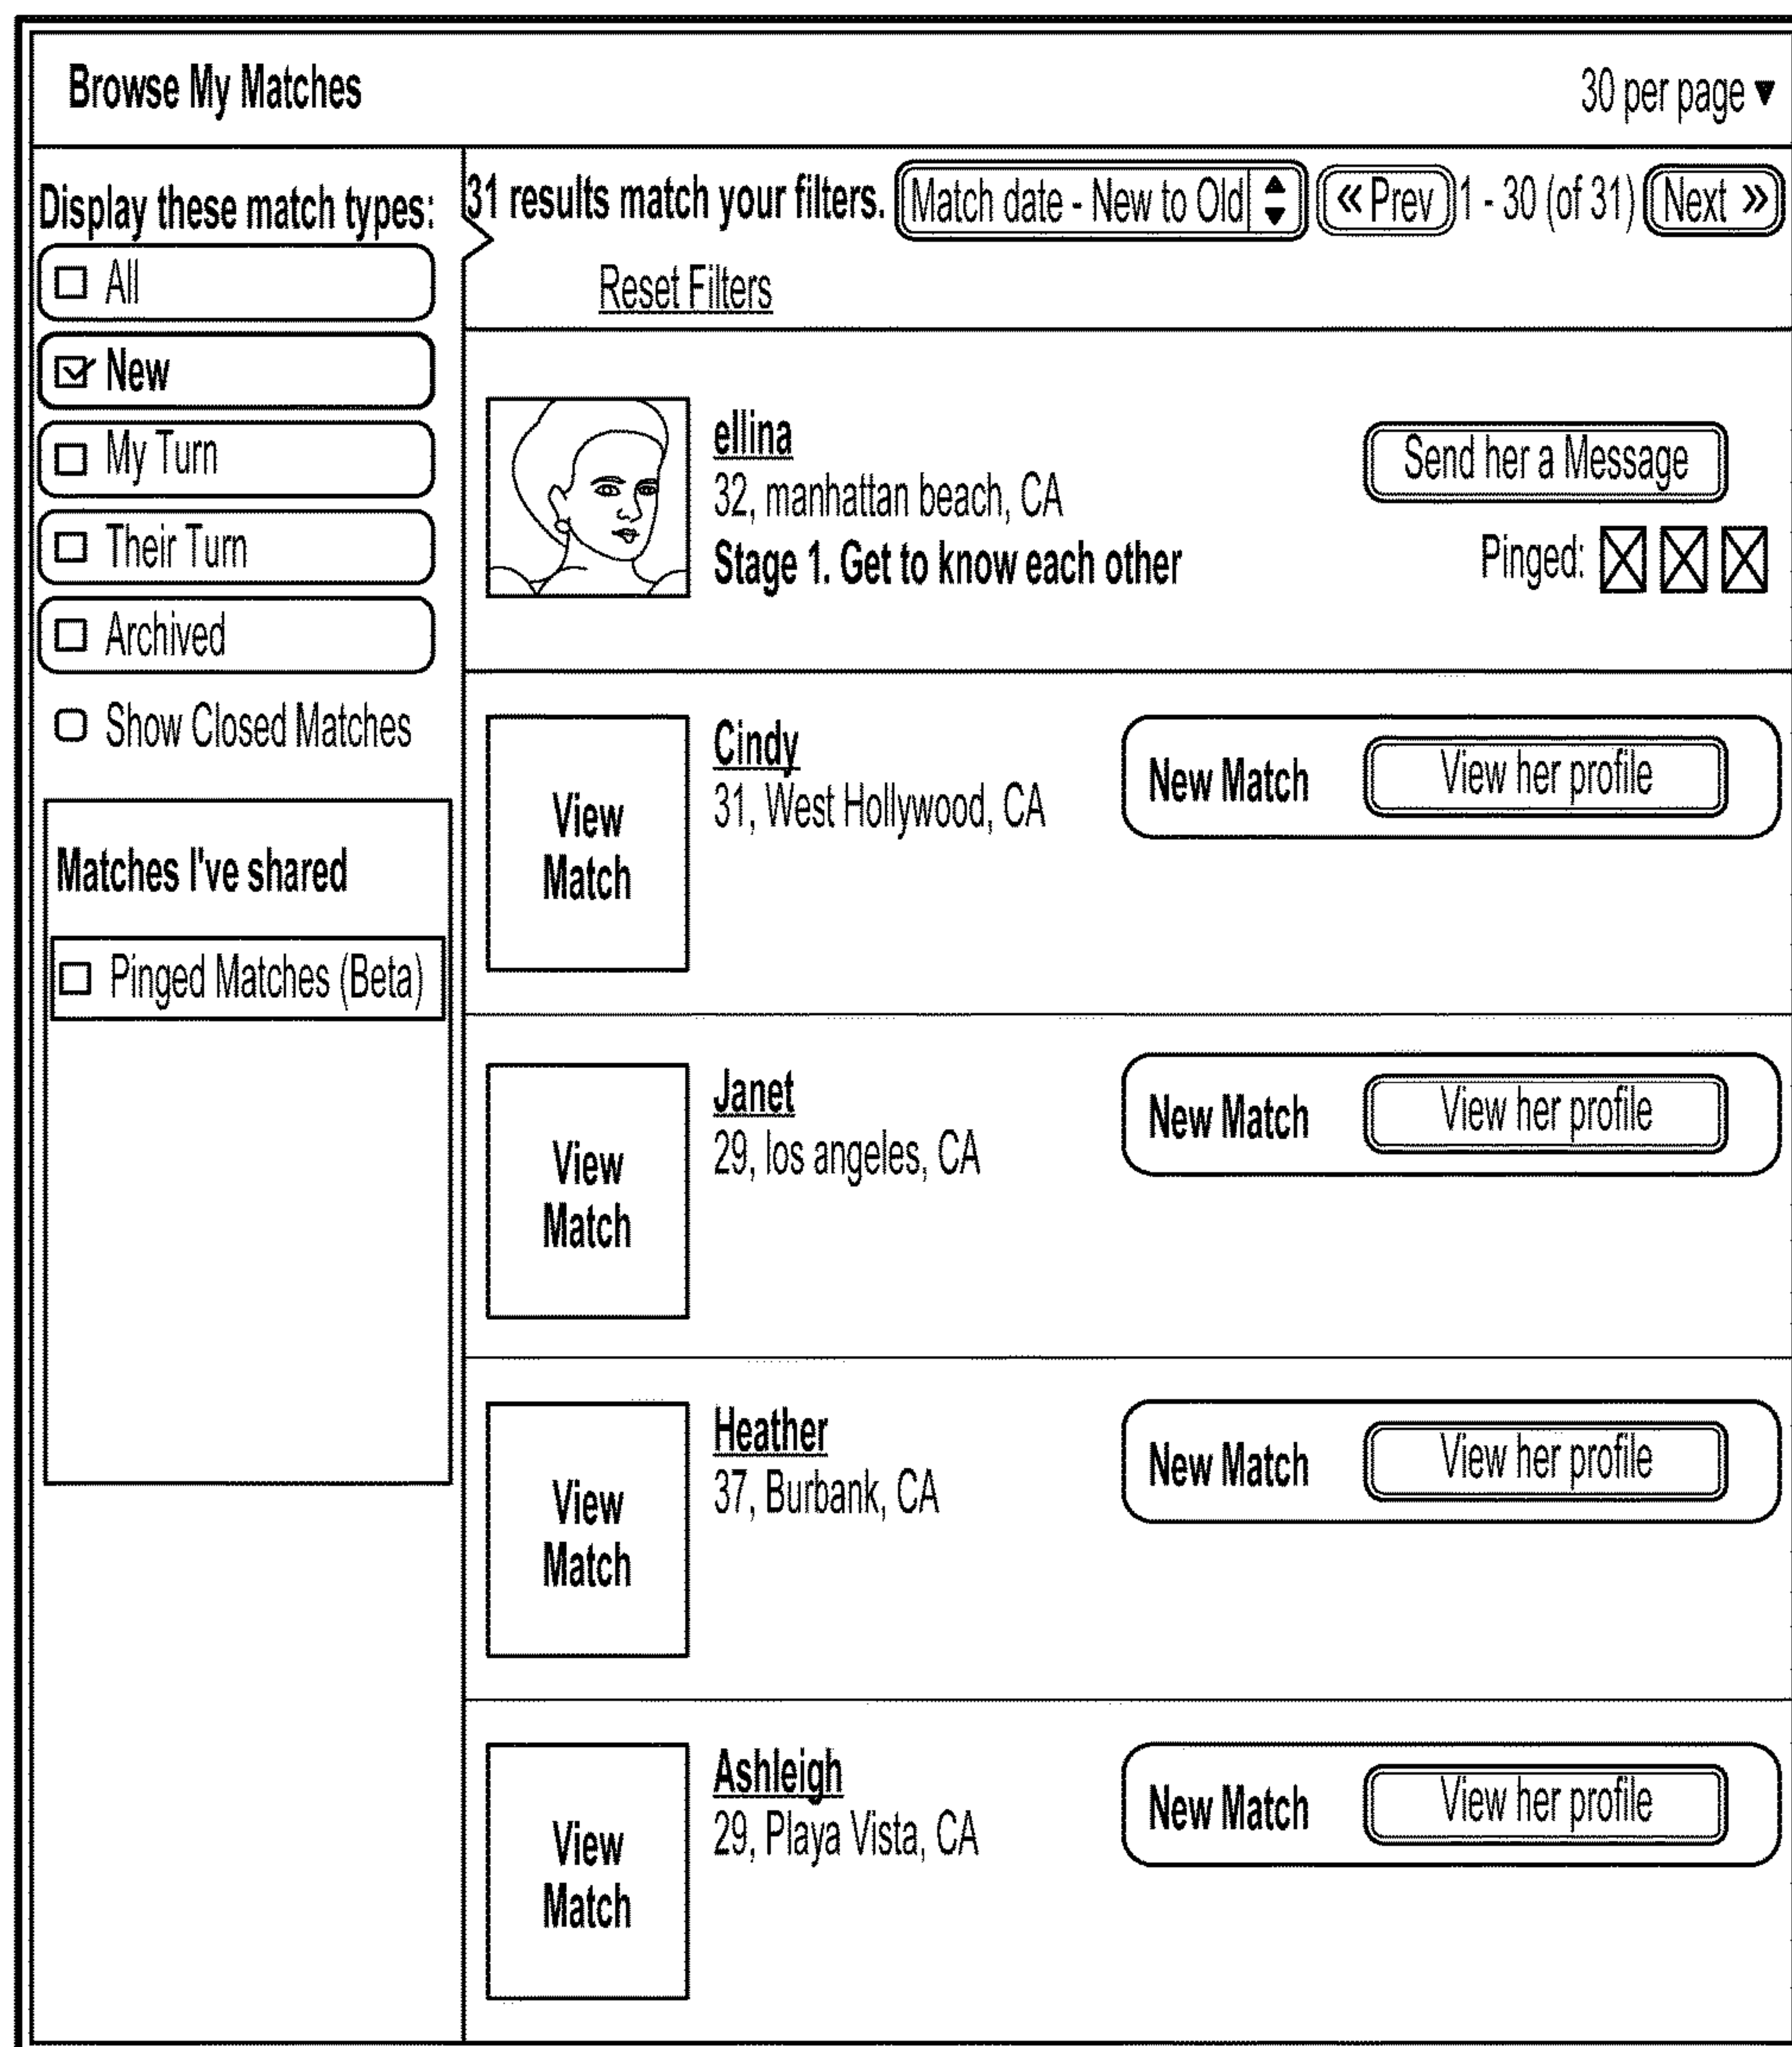 Browse My Matches
30 per page ▼
Display these match types:
All
New
My Turn
Their Turn
Archived
Show Closed Matches
Matches I've shared
Pinged Matches (Beta)
31 results match your filters.
Match date - New to Old
« Prev
1 - 30 (of 31)
Next »
Reset Filters
ellina
32, manhattan beach, CA
Stage 1. Get to know each other
Send her a Message
Pinged:
View
Match
Cindy
31, West Hollywood, CA
New Match
View her profile
View
Match
Janet
29, los angeles, CA
New Match
View her profile
View
Match
Heather
37, Burbank, CA
New Match
View her profile
View
Match
Ashleigh
29, Playa Vista, CA
New Match
View her profile